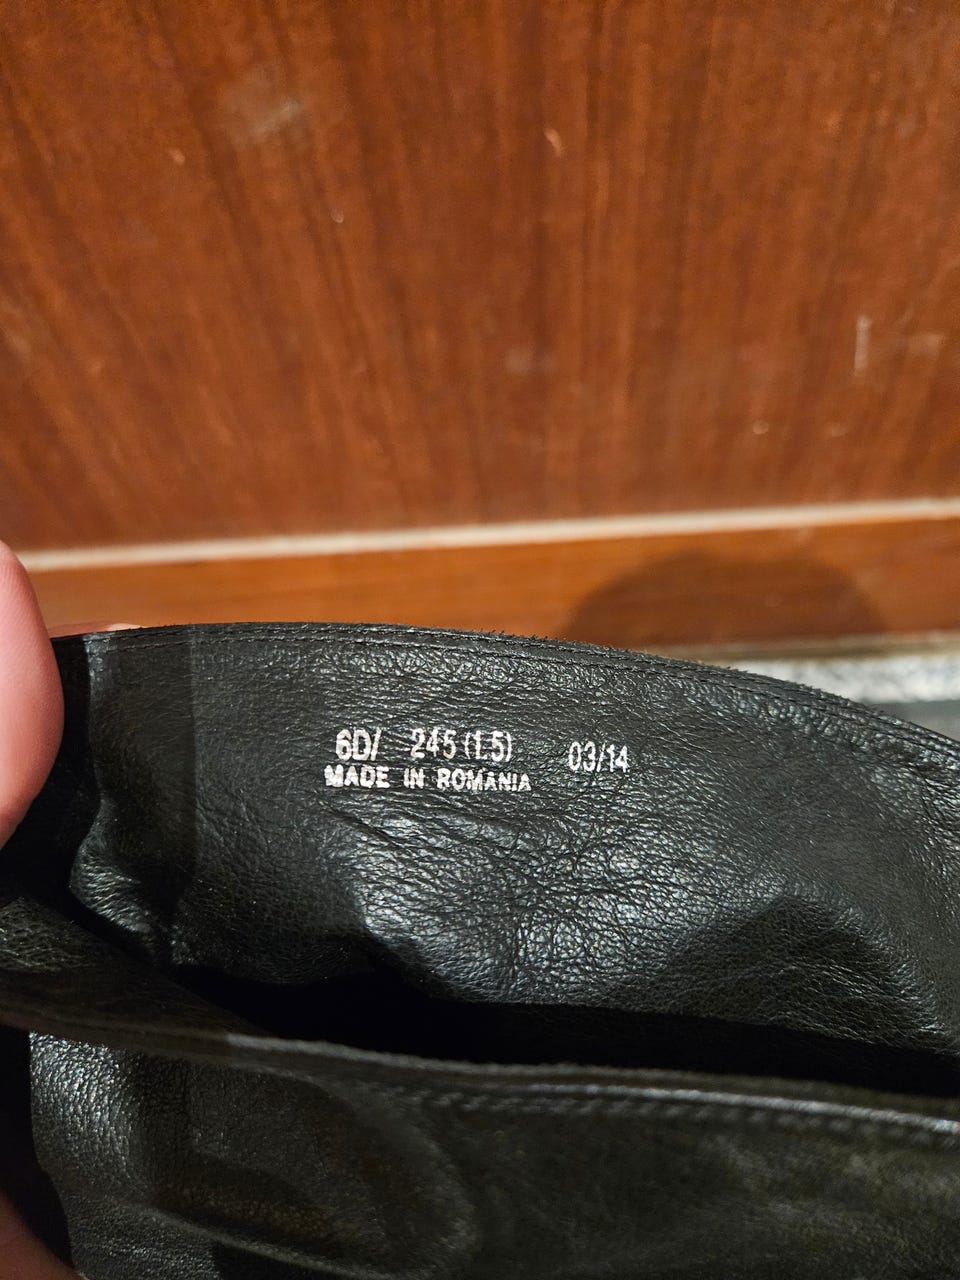 6D/ 245 (1.5) 03/14
MADE IN ROMANIA